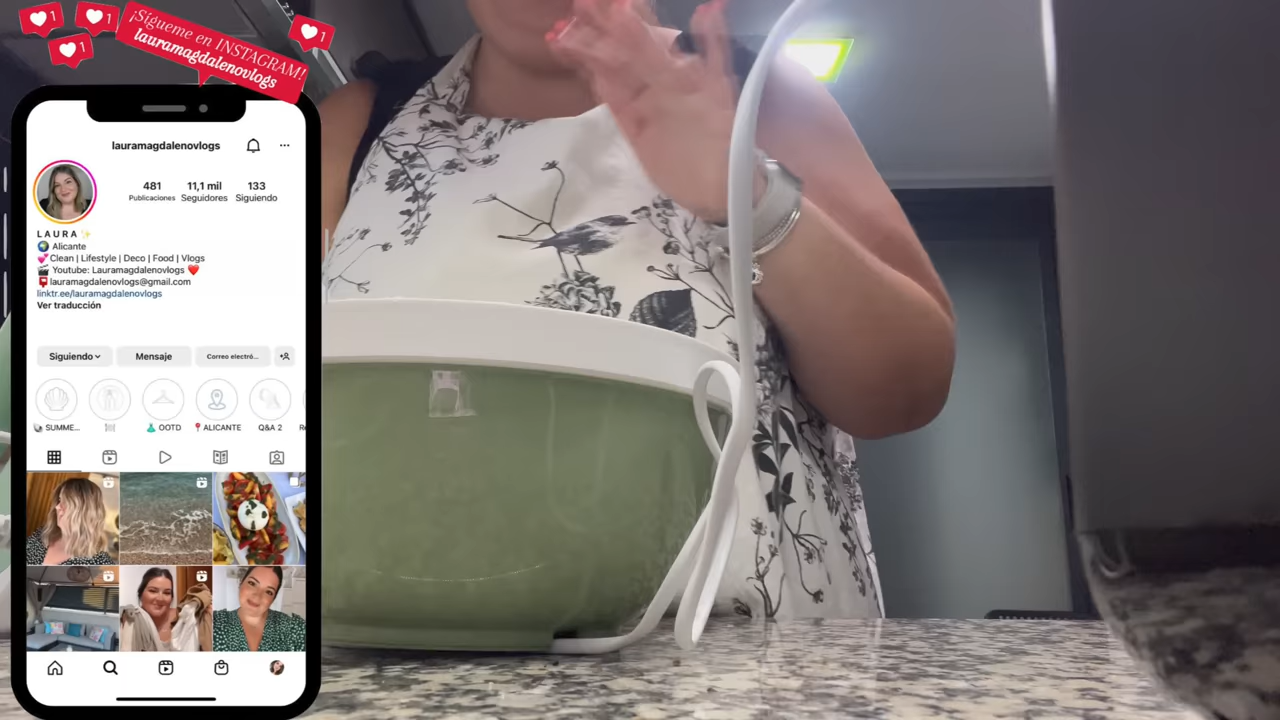 1
1
1
1
¡Sígueme en INSTAGRAM!
lauramagdalenovlogs
lauramagdalenovlogs
481
11,1 mil
133
Publicaciones
Seguidores
Siguiendo
LAURA✨
🌍 Alicante
💕Clean | Lifestyle | Deco | Food | Vlogs
🎬 Youtube: Lauramagdalenovlogs ❤️
📮lauramagdalenovlogs@gmail.com
linktr.ee/lauramagdalenovlogs
Ver traducción
Siguiendo
Mensaje
Correo electró...
🐚 SUMME...
🍽
👗 OOTD
📍ALICANTE
Q&A 2